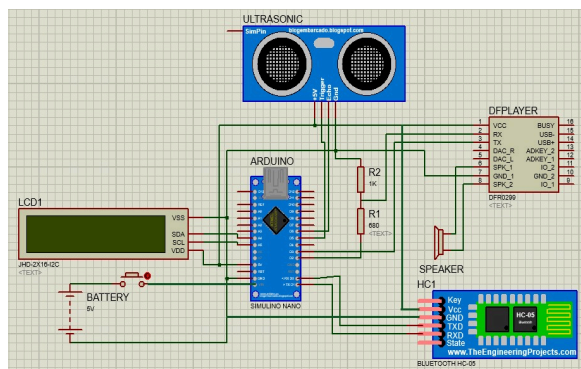 ULTRASONIC
SimPin
blogembarcado.blogspot.com
+5V
Trigger
Echo
Gnd
DFPLAYER
1 VCC BUSY 16
2 RX USB- 15
3 TX USB+ 14
4 DAC_R ADKEY_2 13
5 DAC_L ADKEY_1 12
6 SPK_1 IO_2 11
7 GND_1 GND_2 10
8 SPK_2 IO_1 9
DFR0299
<TEXT>
ARDUINO
R2
1K
R1
680
<TEXT>
LCD1
VSS
SDA
SCL
VDD
JHD-2X16-I2C
<TEXT>
SIMULINO NANO
BATTERY
5V
SPEAKER
HC1
Key
Vcc
GND
TXD
RXD
State
HC-05
Bluetooth
www.TheEngineeringProjects.com
BLUETOOTH HC-05